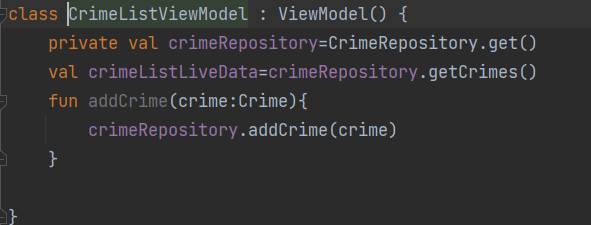 class CrimeListViewModel : ViewModel() {
    private val crimeRepository=CrimeRepository.get()
    val crimeListLiveData=crimeRepository.getCrimes()
    fun addCrime(crime:Crime){
        crimeRepository.addCrime(crime)
    }
}